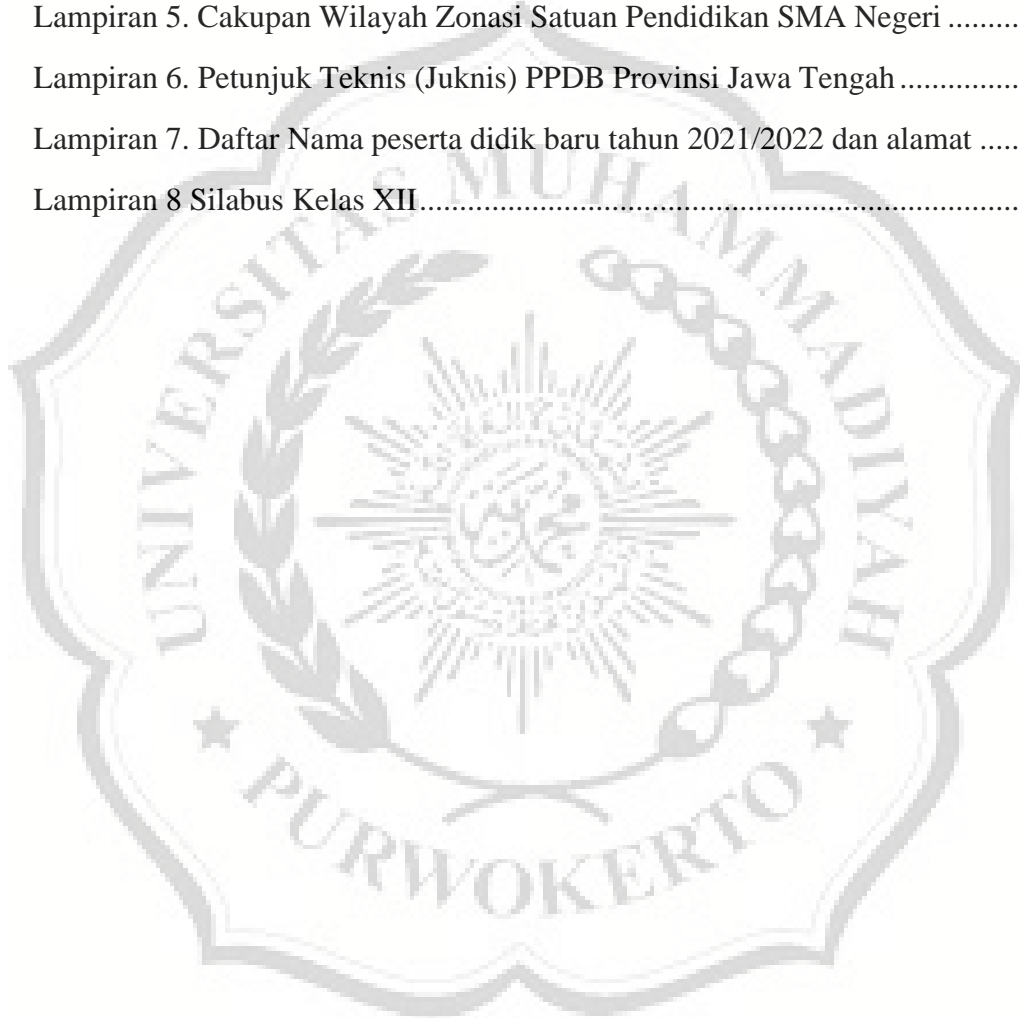 Lampiran 5. Cakupan Wilayah Zonasi Satuan Pendidikan SMA Negeri .........
Lampiran 6. Petunjuk Teknis (Juknis) PPDB Provinsi Jawa Tengah ..............
Lampiran 7. Daftar Nama peserta didik baru tahun 2021/2022 dan alamat .....
Lampiran 8 Silabus Kelas XII...........................................................................
UNIVERSITAS MUHAMMADIYAH
PURWOKERTO